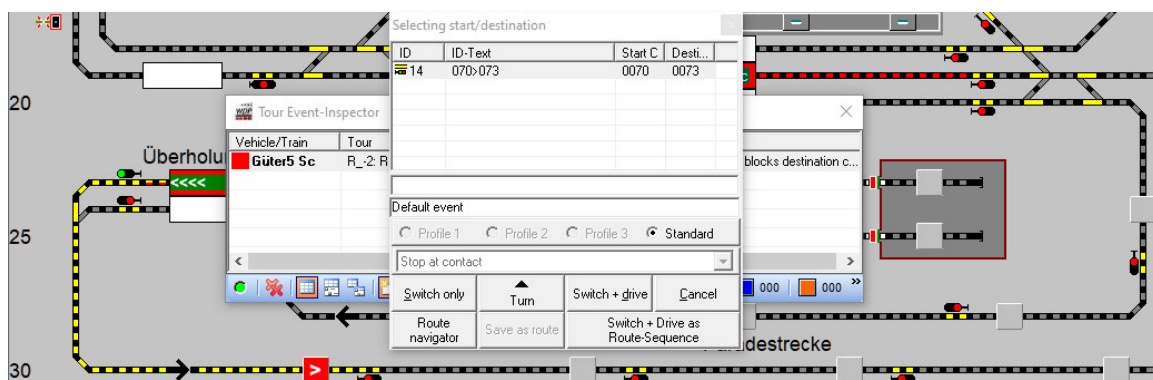 Selecting start/destination
ID ID-Text Start C Desti...
14 070>073 0070 0073
20
Tour Event-Inspector
Vehicle/Train Tour
Güter5 Sc R_-2: R blocks destination c...
<<<<
Default event
Profile 1 Profile 2 Profile 3 Standard
25
Stop at contact
Switch only Turn Switch + drive Cancel
000 000 »
Route navigator Save as route Switch + Drive as Route-Sequence
30
>